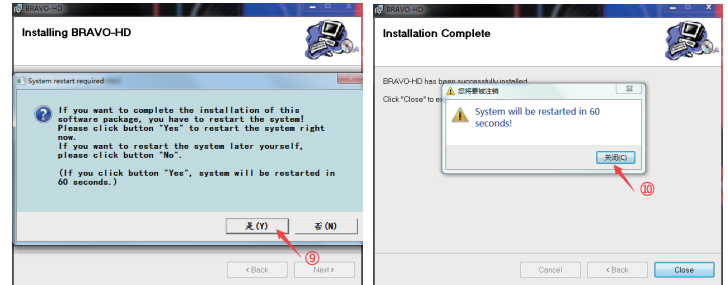 BRAVO-HD
Installing BRAVO-HD
System restart required
If you want to complete the installation of this
software package, you have to restart the system!
Please click button "Yes" to restart the system right
now.
If you want to restart the system later yourself,
please click button "No".
(If you click button "Yes", system will be restarted in
60 seconds.)
是(Y)
否(N)
⑨
< Back
Next >
BRAVO-HD
Installation Complete
BRAVO-HD has been successfully installed.
Click "Close" to ex
您将要被注销
System will be restarted in 60
seconds!
关闭(C)
⑩
Cancel
< Back
Close